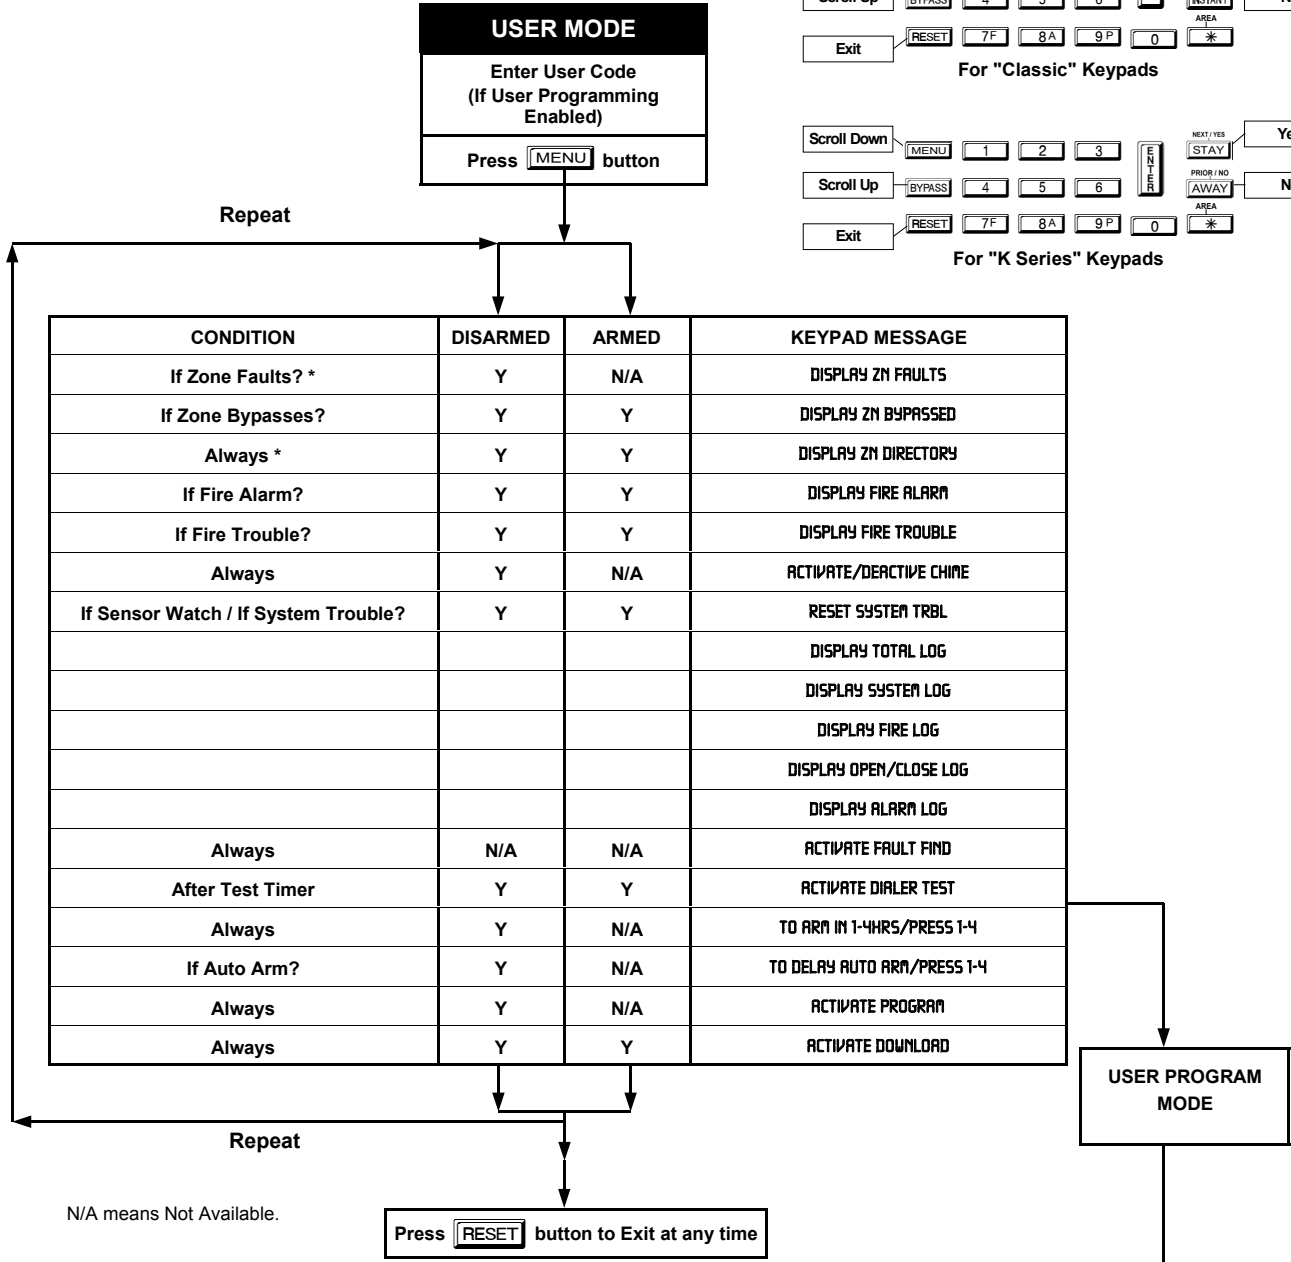 USER MODE
Enter User Code
(If User Programming
Enabled)
Press MENU button
Scroll Up BYPASS 4 5 6 INSTANT
AREA
Exit RESET 7F 8A 9P 0 *
For "Classic" Keypads
NEXT / YES
Scroll Down MENU 1 2 3 ENTER STAY
PRIOR / NO
Scroll Up BYPASS 4 5 6 AWAY
AREA
Exit RESET 7F 8A 9P 0 *
For "K Series" Keypads
Repeat
CONDITION DISARMED ARMED KEYPAD MESSAGE
If Zone Faults? * Y N/A DISPLAY ZN FAULTS
If Zone Bypasses? Y Y DISPLAY ZN BYPASSED
Always * Y Y DISPLAY ZN DIRECTORY
If Fire Alarm? Y Y DISPLAY FIRE ALARM
If Fire Trouble? Y Y DISPLAY FIRE TROUBLE
Always Y N/A ACTIVATE/DEACTIVE CHIME
If Sensor Watch / If System Trouble? Y Y RESET SYSTEM TRBL
DISPLAY TOTAL LOG
DISPLAY SYSTEM LOG
DISPLAY FIRE LOG
DISPLAY OPEN/CLOSE LOG
DISPLAY ALARM LOG
Always N/A N/A ACTIVATE FAULT FIND
After Test Timer Y Y ACTIVATE DIALER TEST
Always Y N/A TO ARM IN 1-4HRS/PRESS 1-4
If Auto Arm? Y N/A TO DELAY AUTO ARM/PRESS 1-4
Always Y N/A ACTIVATE PROGRAM
Always Y Y ACTIVATE DOWNLOAD
USER PROGRAM
MODE
Repeat
N/A means Not Available.
Press RESET button to Exit at any time